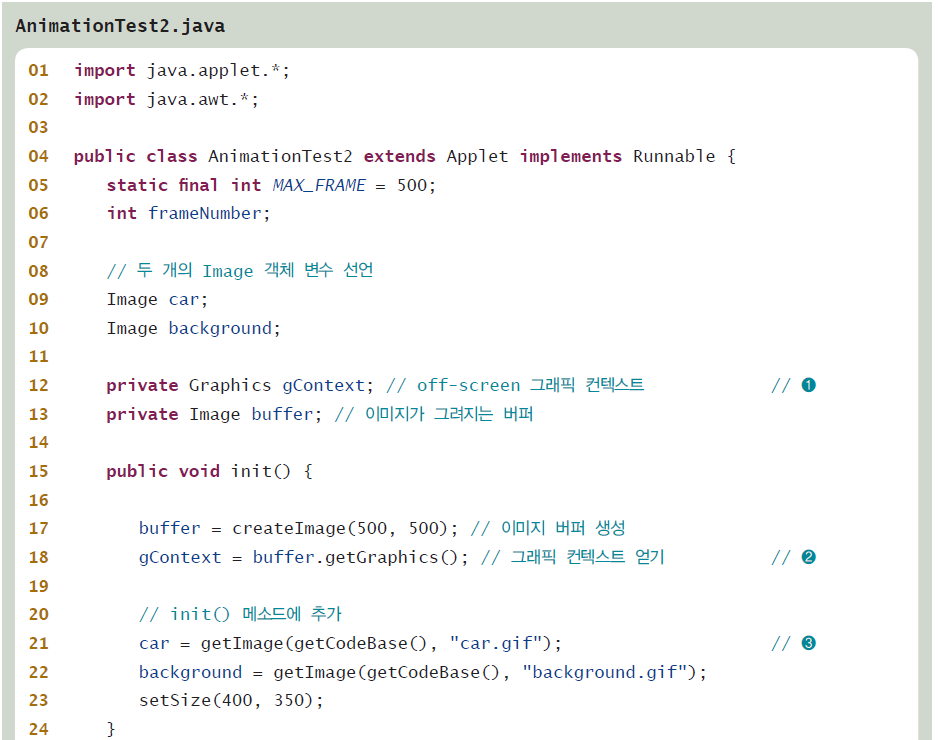 AnimationTest2.java
01 import java.applet.*;
02 import java.awt.*;
03
04 public class AnimationTest2 extends Applet implements Runnable {
05 static final int MAX_FRAME = 500;
06 int frameNumber;
07
08 // 두 개의 Image 객체 변수 선언
09 Image car;
10 Image background;
11
12 private Graphics gContext; // off-screen 그래픽 컨텍스트 // ❶
13 private Image buffer; // 이미지가 그려지는 버퍼
14
15 public void init() {
16
17 buffer = createImage(500, 500); // 이미지 버퍼 생성
18 gContext = buffer.getGraphics(); // 그래픽 컨텍스트 얻기 // ❷
19
20 // init() 메소드에 추가
21 car = getImage(getCodeBase(), "car.gif"); // ❸
22 background = getImage(getCodeBase(), "background.gif");
23 setSize(400, 350);
24 }